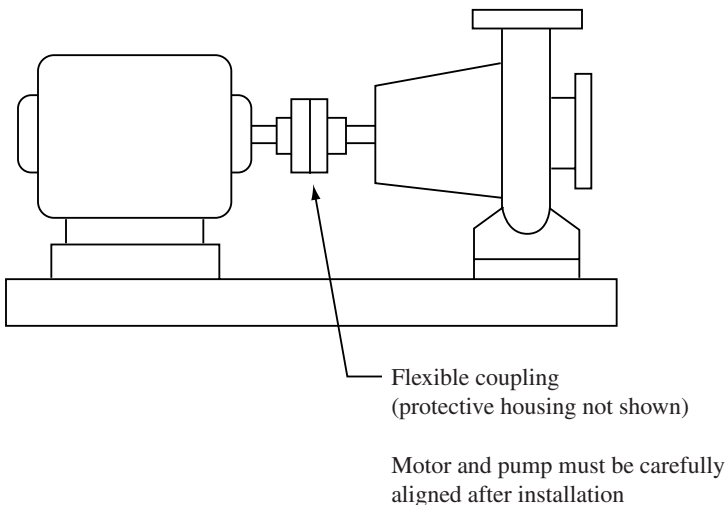 Flexible coupling
(protective housing not shown)
Motor and pump must be carefully
aligned after installation